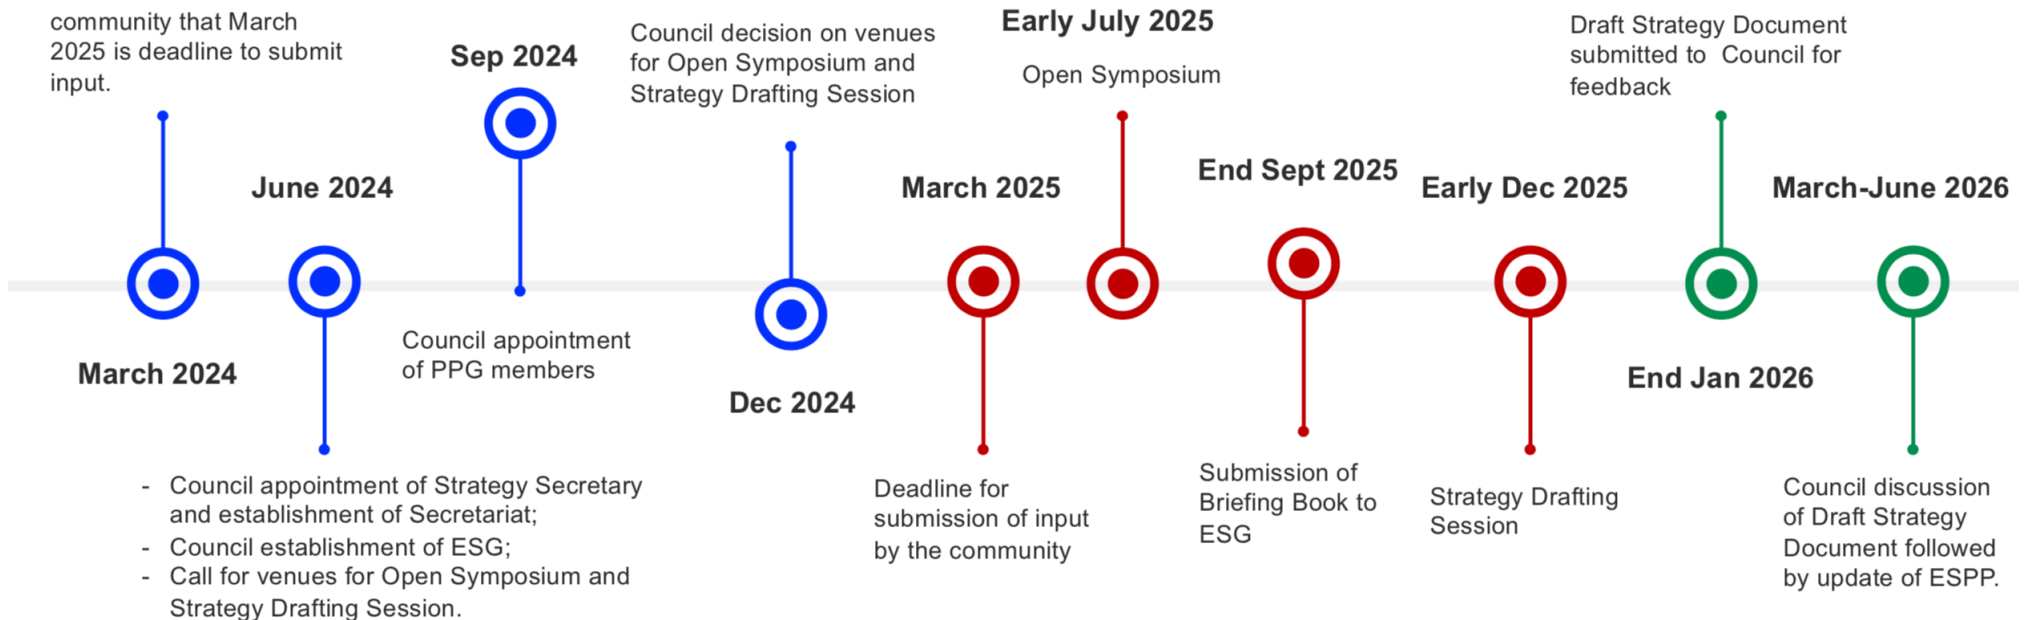 community that March
2025 is deadline to submit
input.
March 2024
June 2024
- Council appointment of Strategy Secretary
and establishment of Secretariat;
- Council establishment of ESG;
- Call for venues for Open Symposium and
Strategy Drafting Session.
Sep 2024
Council appointment
of PPG members
Council decision on venues
for Open Symposium and
Strategy Drafting Session
Dec 2024
March 2025
Deadline for
submission of input
by the community
Early July 2025
Open Symposium
End Sept 2025
Submission of
Briefing Book to
ESG
Early Dec 2025
Strategy Drafting
Session
Draft Strategy Document
submitted to  Council for
feedback
End Jan 2026
March-June 2026
Council discussion
of Draft Strategy
Document followed
by update of ESPP.